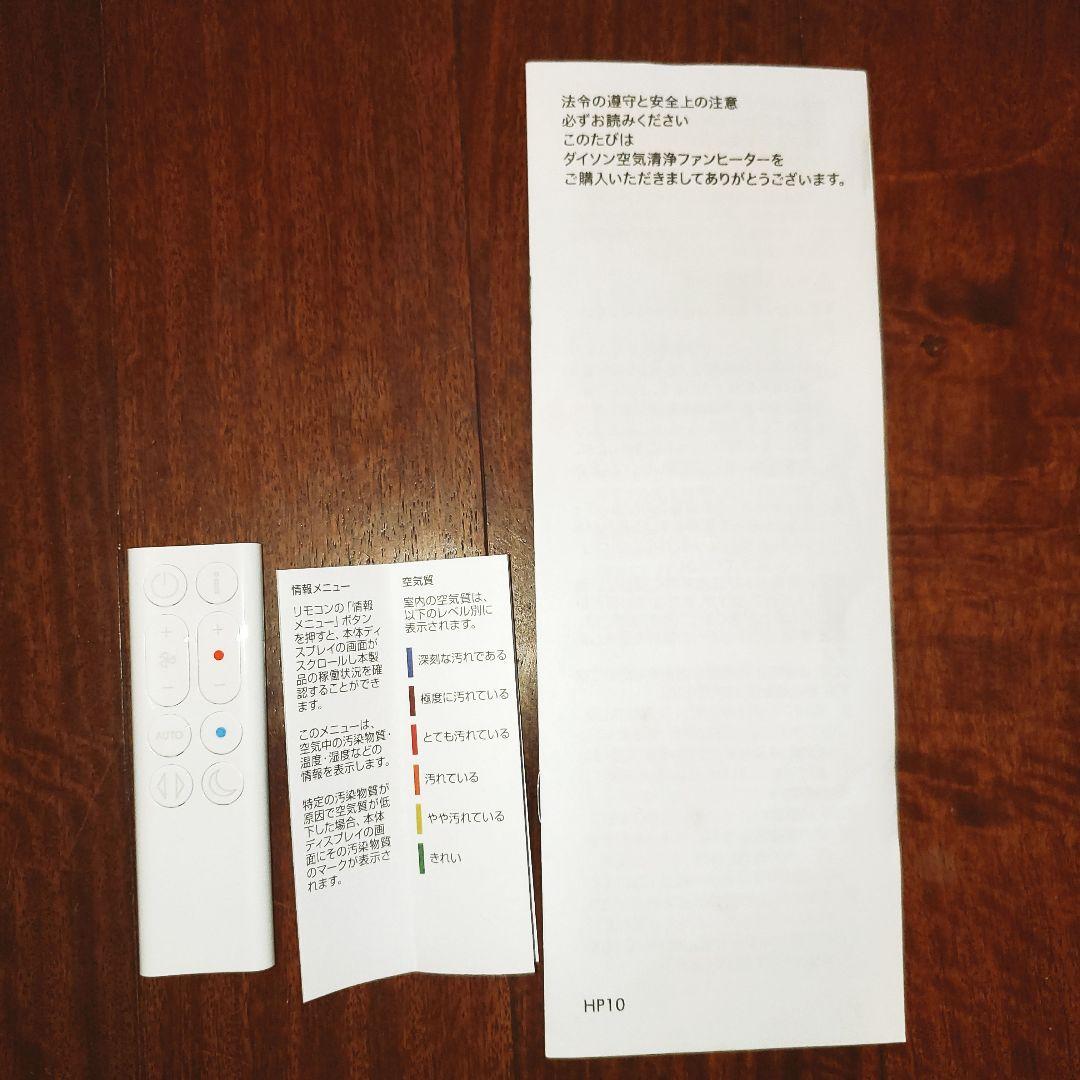 法令の遵守と安全上の注意
必ずお読みください
このたびは
ダイソン空気清浄ファンヒーターを
ご購入いただきましてありがとうございます。
HP10
情報メニュー
リモコンの「情報
メニュー」ボタン
を押すと、本体ディ
スプレイの画面が
スクロールし本製
品の稼働状況を確
認することができ
ます。
このメニューは、
空気中の汚染物質・
温度・湿度などの
情報を表示します。
特定の汚染物質が
原因で空気質が低
下した場合、本体
ディスプレイの画
面にその汚染物質
のマークが表示さ
れます。
空気質
室内の空気質は、
以下のレベル別に
表示されます。
深刻な汚れである
極度に汚れている
とても汚れている
汚れている
やや汚れている
きれい
i
+
+
-
-
AUTO